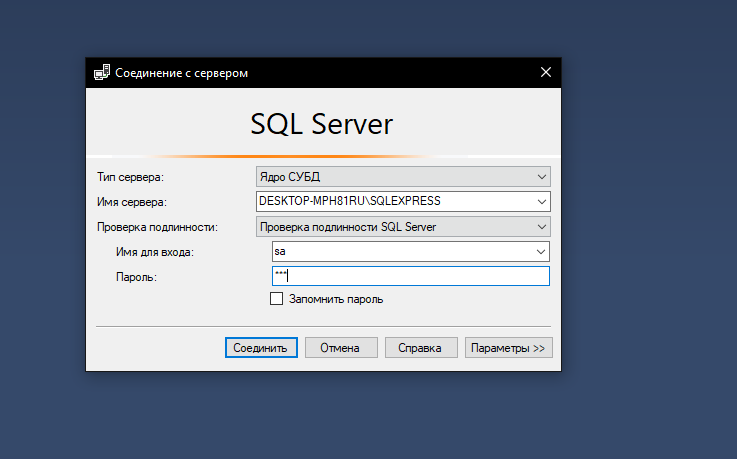 Соединение с сервером
SQL Server
Тип сервера: Ядро СУБД
Имя сервера: DESKTOP-MPH81RU\SQLEXPRESS
Проверка подлинности: Проверка подлинности SQL Server
Имя для входа: sa
Пароль: ***
Запомнить пароль
Соединить Отмена Справка Параметры >>